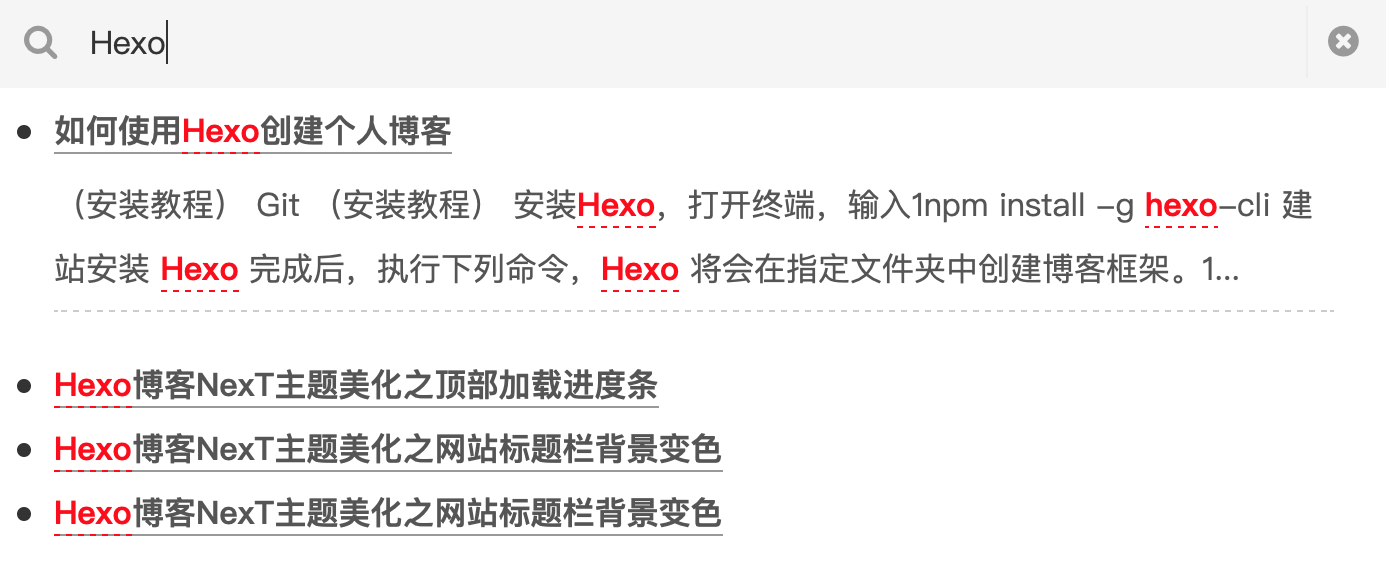 Hexo
如何使用Hexo创建个人博客
（安装教程） Git （安装教程） 安装Hexo，打开终端，输入1npm install -g hexo-cli 建
站安装 Hexo 完成后，执行下列命令，Hexo 将会在指定文件夹中创建博客框架。1...
Hexo博客NexT主题美化之顶部加载进度条
Hexo博客NexT主题美化之网站标题栏背景变色
Hexo博客NexT主题美化之网站标题栏背景变色